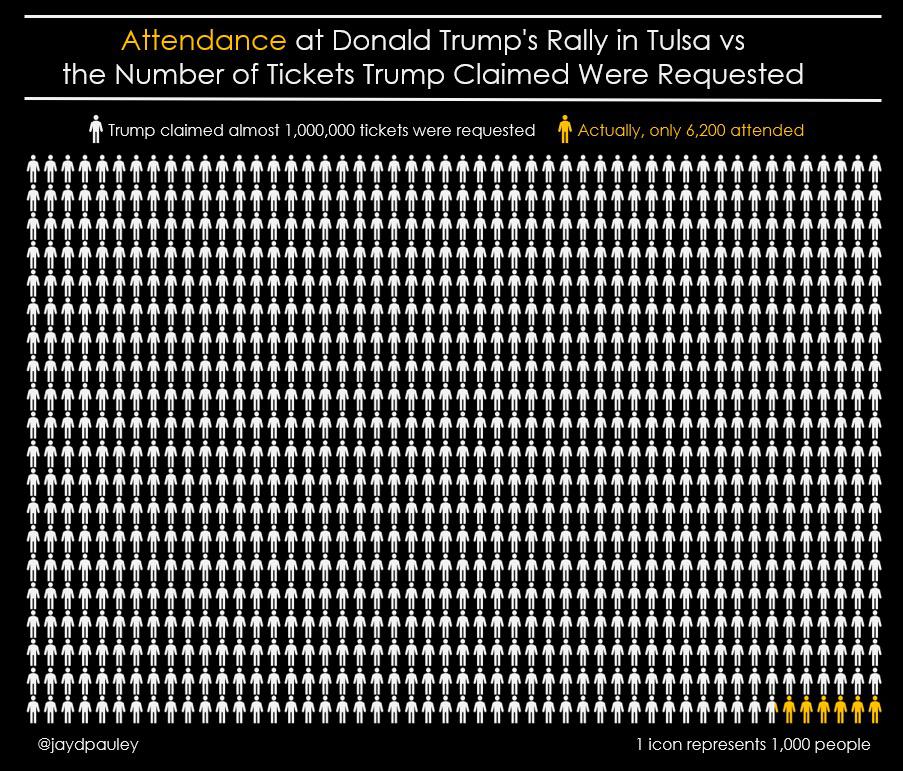 Attendance at Donald Trump's Rally in Tulsa vs
the Number of Tickets Trump Claimed Were Requested
Trump claimed almost 1,000,000 tickets were requested
Actually, only 6,200 attended
@jaydpauley
1 icon represents 1,000 people